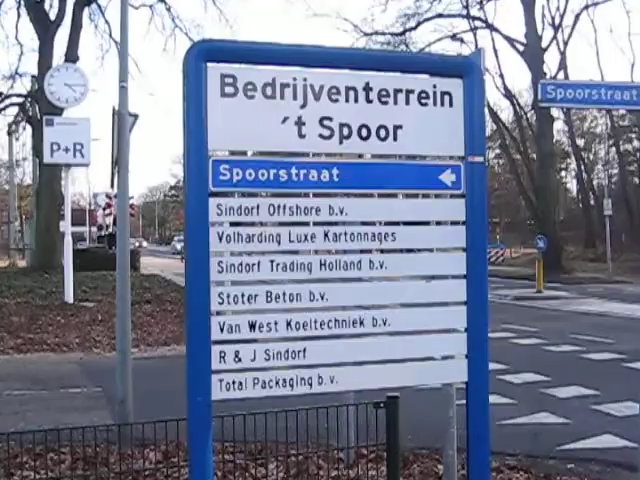 Bedrijventerrein
't Spoor
Spoorstraat
Sindorf Offshore b.v.
Volharding Luxe Kartonnages
Sindorf Trading Holland b.v.
Stoter Beton b.v.
Van West Koeltechniek b.v.
R & J Sindorf
Total Packaging b.v.
P+R
Spoorstraat